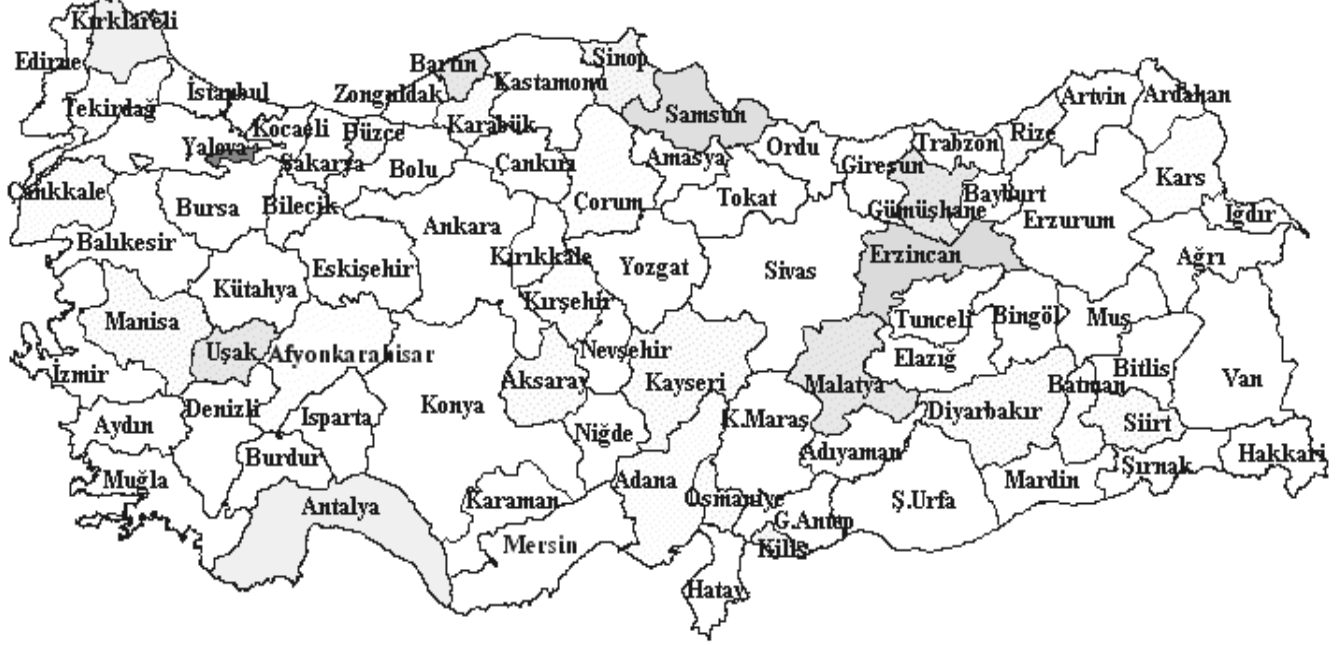 Kırklareli
Edirne
Tekirdağ
İstanbul
Kocaeli
Yalova
Sakarya
Düzce
Zonguldak
Bartın
Karabük
Kastamonu
Sinop
Samsun
Bolu
Çankırı
Çorum
Amasya
Tokat
Ordu
Giresun
Trabzon
Rize
Artvin
Ardahan
Kars
Iğdır
Ağrı
Gümüşhane
Bayburt
Erzurum
Erzincan
Çankkale
Balıkesir
Bursa
Bilecik
Eskişehir
Kütahya
Ankara
Kırıkkale
Kırşehir
Yozgat
Sivas
Tunceli
Bingöl
Muş
Elazığ
Malatya
Bitlis
Van
Manisa
Uşak
Afyonkarahisar
İzmir
Aydın
Denizli
Isparta
Burdur
Muğla
Antalya
Konya
Aksaray
Nevşehir
Niğde
Kayseri
Karaman
Mersin
Adana
Osmaniye
K.Maraş
Adıyaman
G.Antep
Kilis
Hatay
Ş.Urfa
Diyarbakır
Mardin
Batman
Siirt
Şırnak
Hakkari